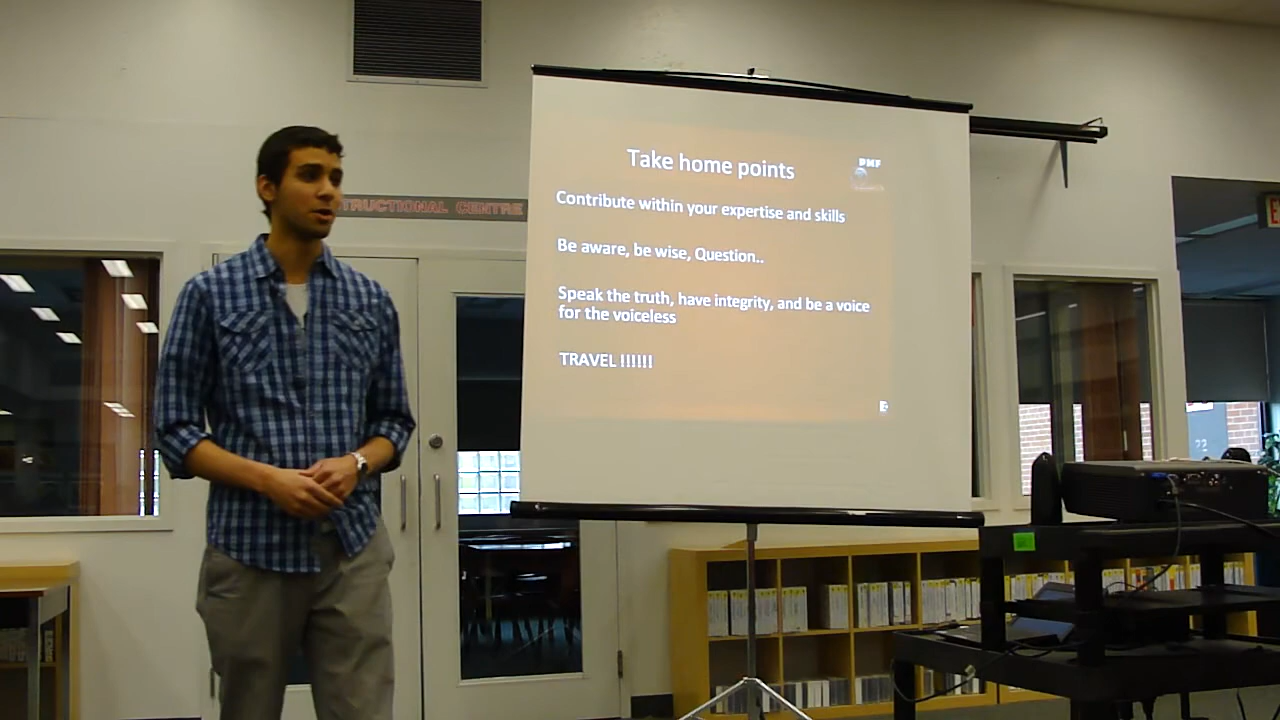 TRUCTIONAL CENTRE
Take home points
PMF
Contribute within your expertise and skills
Be aware, be wise, Question..
Speak the truth, have integrity, and be a voice
for the voiceless
TRAVEL !!!!!!
E